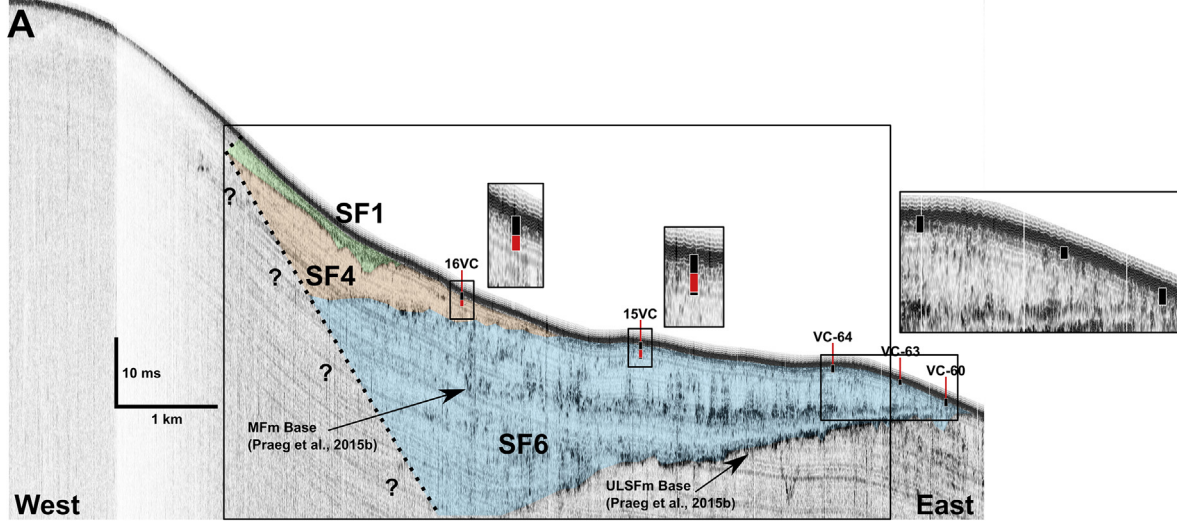 A
SF1
?
SF4
?
16VC
15VC
VC-64
VC-63
VC-60
10 ms
1 km
?
MFm Base
(Praeg et al., 2015b)
SF6
?
ULSFm Base
(Praeg et al., 2015b)
West
East